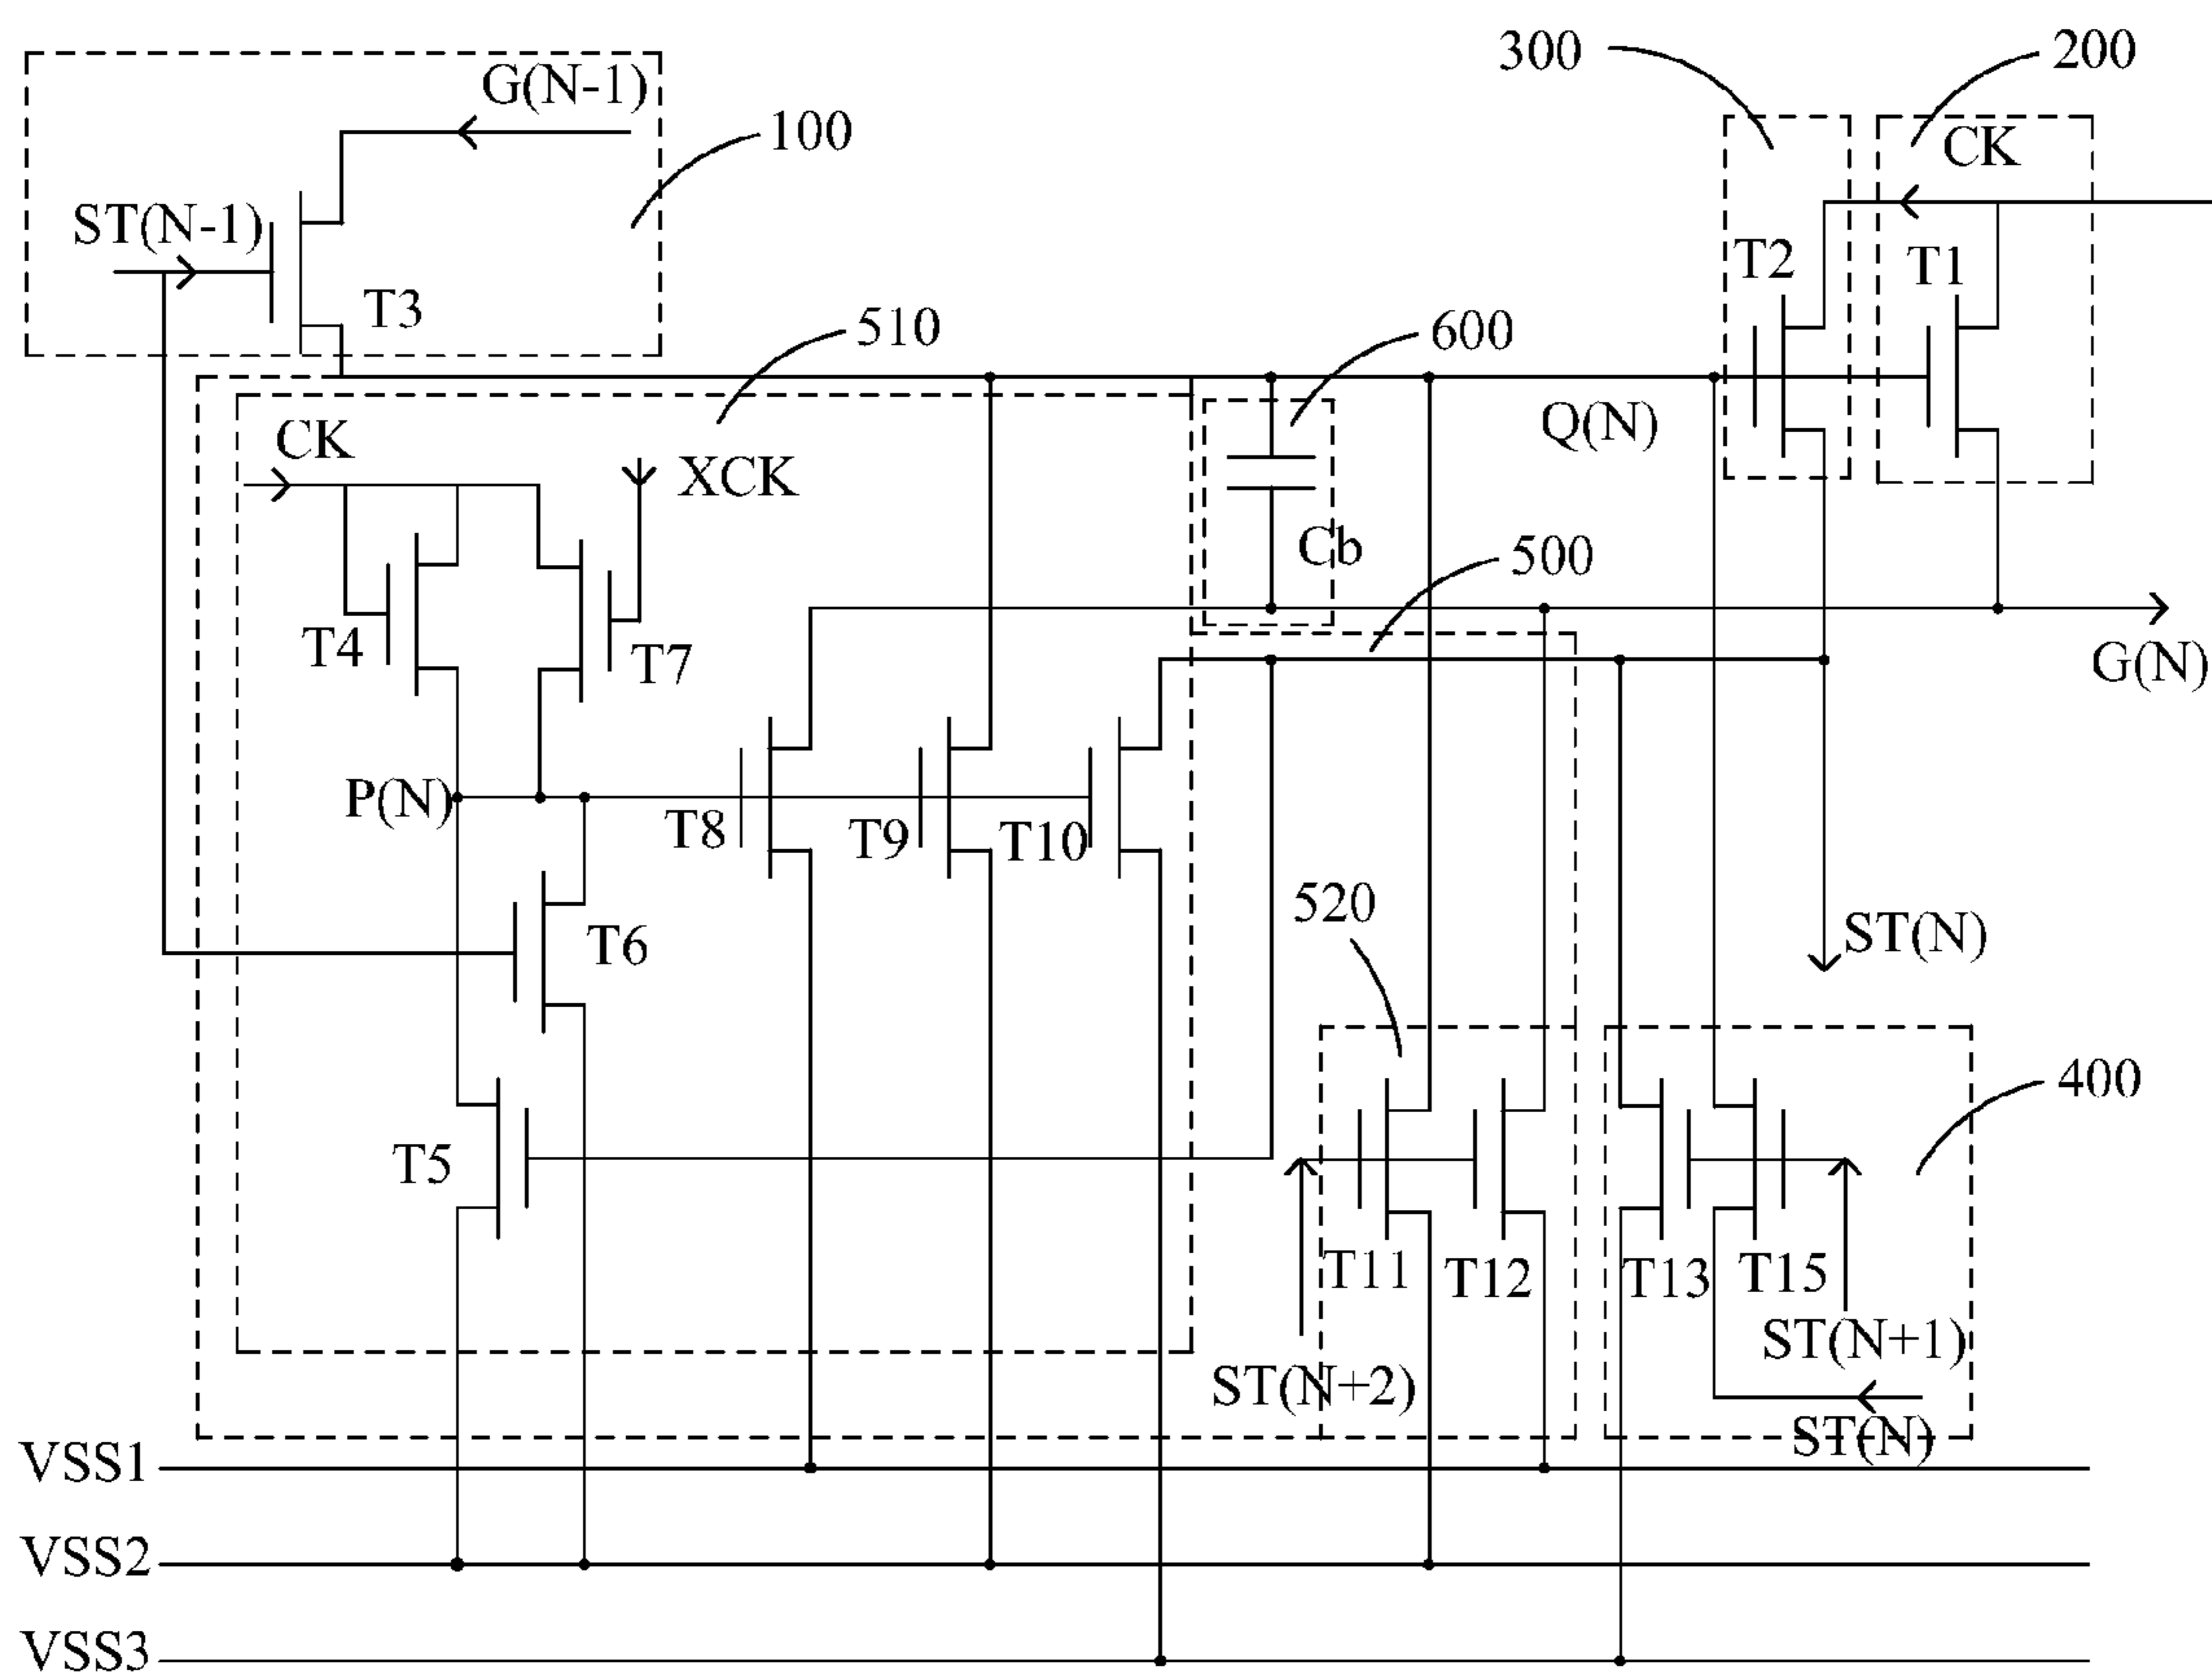 300
200
G(N-1)
100
CK
ST(N-1)
T2
T1
T3
510
600
Q(N)
CK
XCK
Cb
500
T4
T7
G(N)
P(N)
T8
T9
T10
520
T6
ST(N)
400
T5
T11
T12
T13
T15
ST(N+1)
ST(N+2)
ST(N)
VSS1
VSS2
VSS3